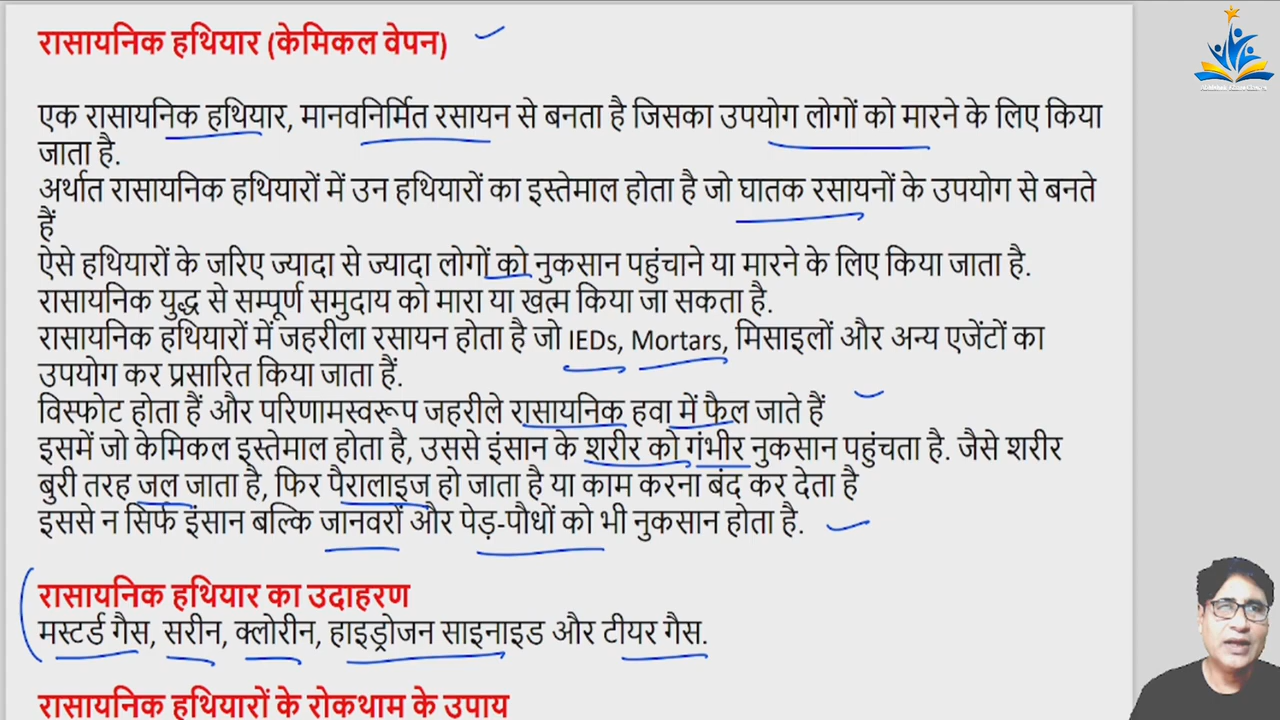 रासायनिक हथियार (केमिकल वेपन)
एक रासायनिक हथियार, मानवनिर्मित रसायन से बनता है जिसका उपयोग लोगों को मारने के लिए किया
जाता है.
अर्थात रासायनिक हथियारों में उन हथियारों का इस्तेमाल होता है जो घातक रसायनों के उपयोग से बनते
हैं
ऐसे हथियारों के जरिए ज्यादा से ज्यादा लोगों को नुकसान पहुंचाने या मारने के लिए किया जाता है.
रासायनिक युद्ध से सम्पूर्ण समुदाय को मारा या खत्म किया जा सकता है.
रासायनिक हथियारों में जहरीला रसायन होता है जो IEDs, Mortars, मिसाइलों और अन्य एजेंटों का
उपयोग कर प्रसारित किया जाता हैं.
विस्फोट होता हैं और परिणामस्वरूप जहरीले रासायनिक हवा में फैल जाते हैं
इसमें जो केमिकल इस्तेमाल होता है, उससे इंसान के शरीर को गंभीर नुकसान पहुंचता है. जैसे शरीर
बुरी तरह जल जाता है, फिर पैरालाइज हो जाता है या काम करना बंद कर देता है
इससे न सिर्फ इंसान बल्कि जानवरों और पेड़-पौधों को भी नुकसान होता है.
रासायनिक हथियार का उदाहरण
मस्टर्ड गैस, सरीन, क्लोरीन, हाइड्रोजन साइनाइड और टीयर गैस.
रासायनिक हथियारों के रोकथाम के उपाय